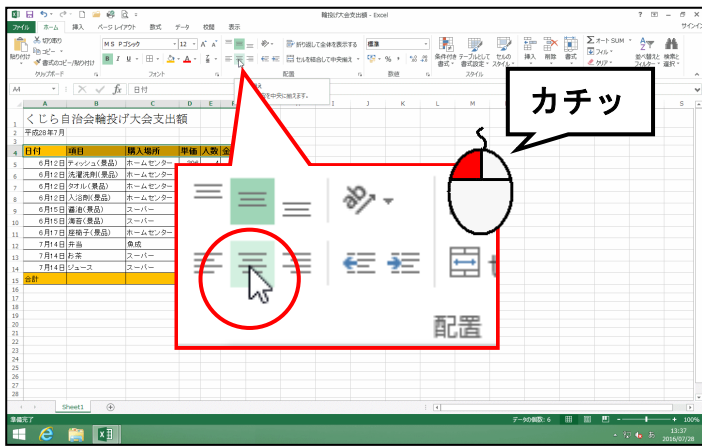 輪投げ大会支出額 - Excel
サインイ
ファイル ホーム 挿入 ページ レイアウト 数式 データ 校閲 表示
切り取り
コピー
書式のコピー/貼り付け
貼り付け
クリップボード
ＭＳ Ｐゴシック 12
B I U
フォント
折り返して全体を表示する
セルを結合して中央揃え
配置
標準
数値
条件付き 書式
テーブルとして 書式設定
セルの スタイル
スタイル
挿入 削除 書式
オート SUM
フィル
クリア
並べ替えと フィルター
検索と 選択
A4 fx 日付
を中央に揃えます。
カチッ
くじら自治会輪投げ大会支出額
平成28年7月
日付 項目 購入場所 単価 人数
6月12日 ティッシュ(景品) ホームセンター
6月12日 洗濯洗剤(景品) ホームセンター
6月12日 タオル(景品) ホームセンター
6月12日 入浴剤(景品) ホームセンター
6月15日 醤油(景品) スーパー
6月15日 海苔(景品) スーパー
6月17日 座椅子(景品) ホームセンター
7月14日 弁当 魚成
7月14日 お茶 スーパー
7月14日 ジュース スーパー
合計
配置
Sheet1
準備完了 データの個数: 6 100%
13:37
2016/07/28